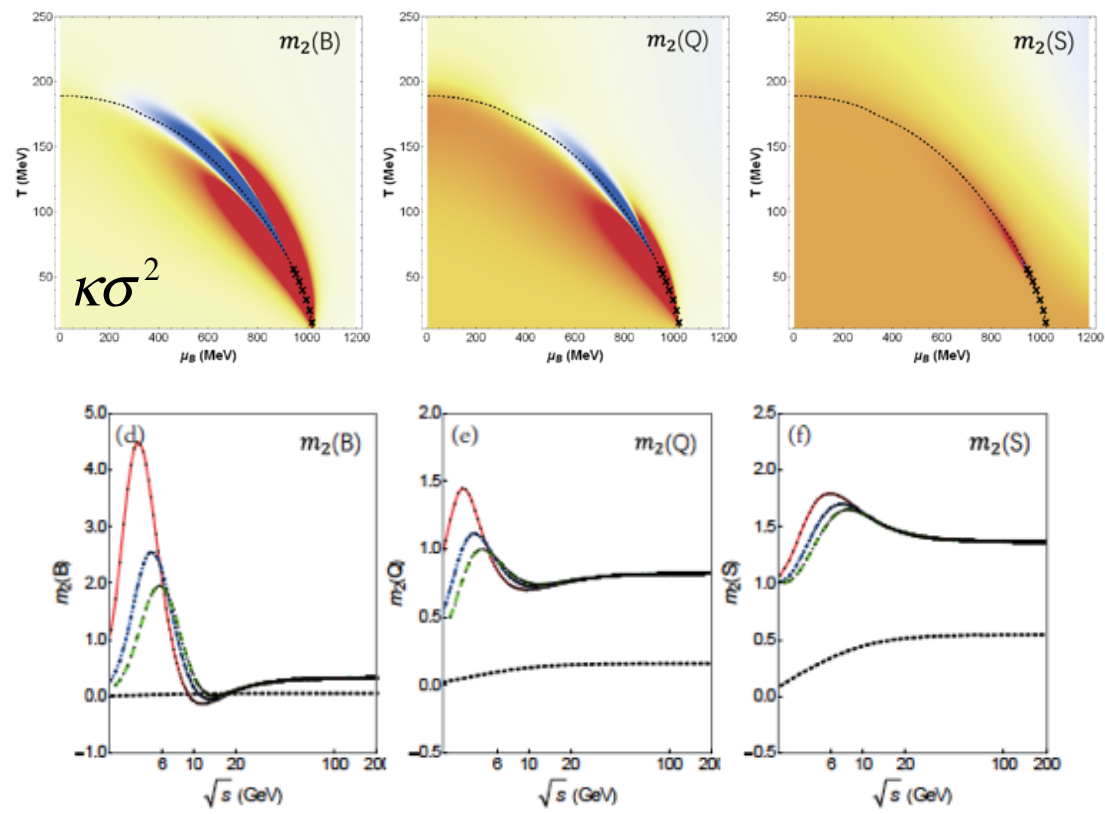 m₂(B)
250
200
150
100
50
T (MeV)
κσ²
0 200 400 600 800 1000 1200
μ_B (MeV)
m₂(Q)
250
200
150
100
50
T (MeV)
0 200 400 600 800 1000 1200
μ_B (MeV)
m₂(S)
250
200
150
100
50
T (MeV)
0 200 400 600 800 1000 1200
μ_B (MeV)
(d) m₂(B)
5.0
4.0
3.0
2.0
1.0
0.0
-1.0
m₂(B)
6 10 20 100 200
√s (GeV)
(e) m₂(Q)
2.0
1.5
1.0
0.5
0.0
-0.5
m₂(Q)
6 10 20 100 200
√s (GeV)
(f) m₂(S)
2.5
2.0
1.5
1.0
0.5
0.0
-0.5
m₂(S)
6 10 20 100 200
√s (GeV)